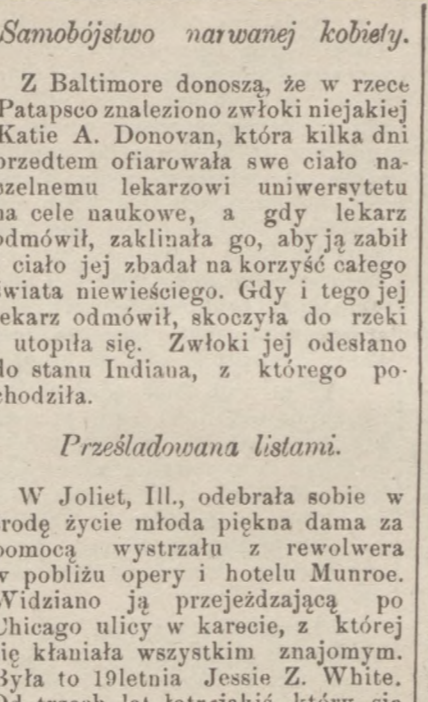 Samobójstwo narwanej kobiety.
Z Baltimore donoszą, że w rzece
Patapsco znaleziono zwłoki niejakiej
Katie A. Donovan, która kilka dni
przedtem ofiarowała swe ciało na-
szelnemu lekarzowi uniwersytetu
na cele naukowe, a gdy lekarz
odmówił, zaklinała go, aby ją zabił
ciało jej zbadał na korzyść całego
świata niewieściego. Gdy i tego jej
lekarz odmówił, skoczyła do rzeki
utopiła się. Zwłoki jej odesłano
do stanu Indiana, z którego po-
chodziła.
Prześladowana listami.
W Joliet, Ill., odebrała sobie w
środę życie młoda piękna dama za
pomocą wystrzału z rewolwera
w pobliżu opery i hotelu Munroe.
Widziano ją przejeżdzającą po
Chicago ulicy w karecie, z której
się kłaniała wszystkim znajomym.
Była to 19letnia Jessie Z. White.